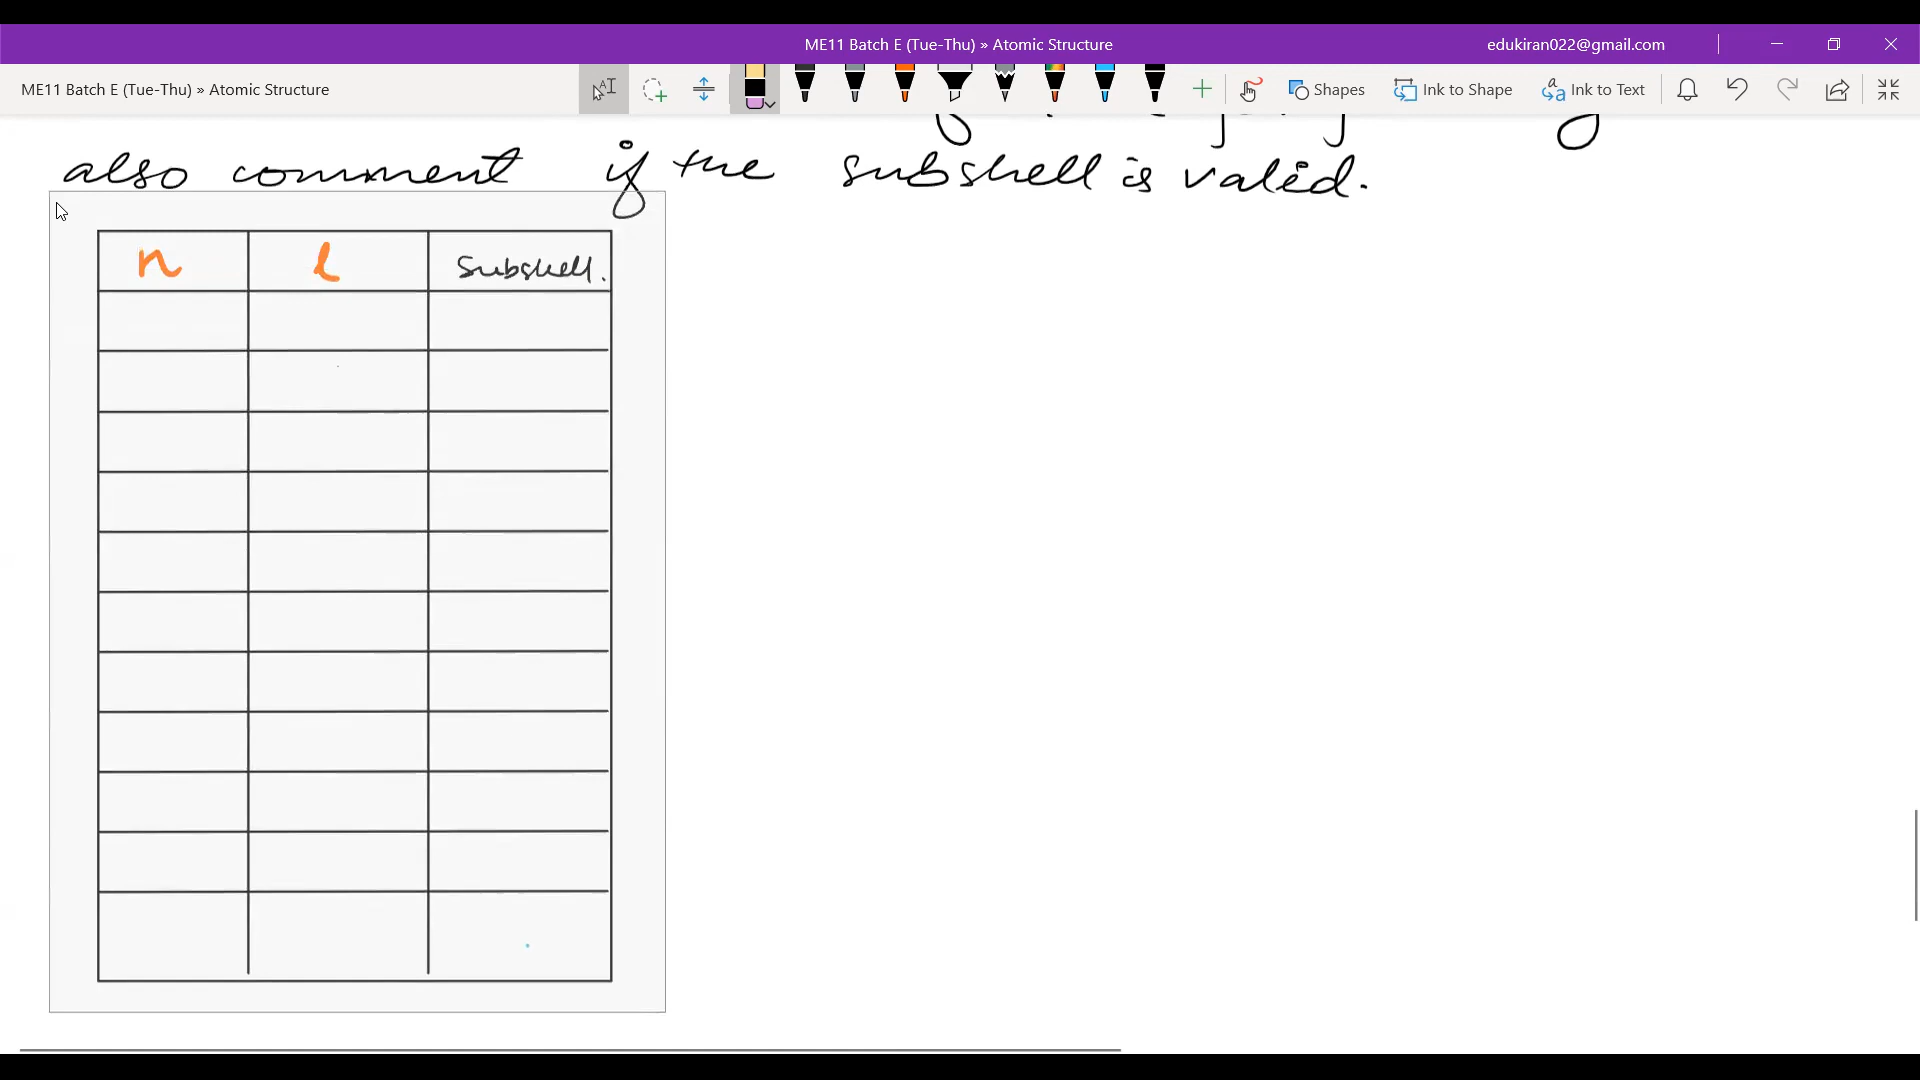 ME11 Batch E (Tue-Thu) » Atomic Structure
edukiran022@gmail.com
ME11 Batch E (Tue-Thu) » Atomic Structure
Shapes
Ink to Shape
Ink to Text
also comment if the subshell is valid.
n l Subshell.